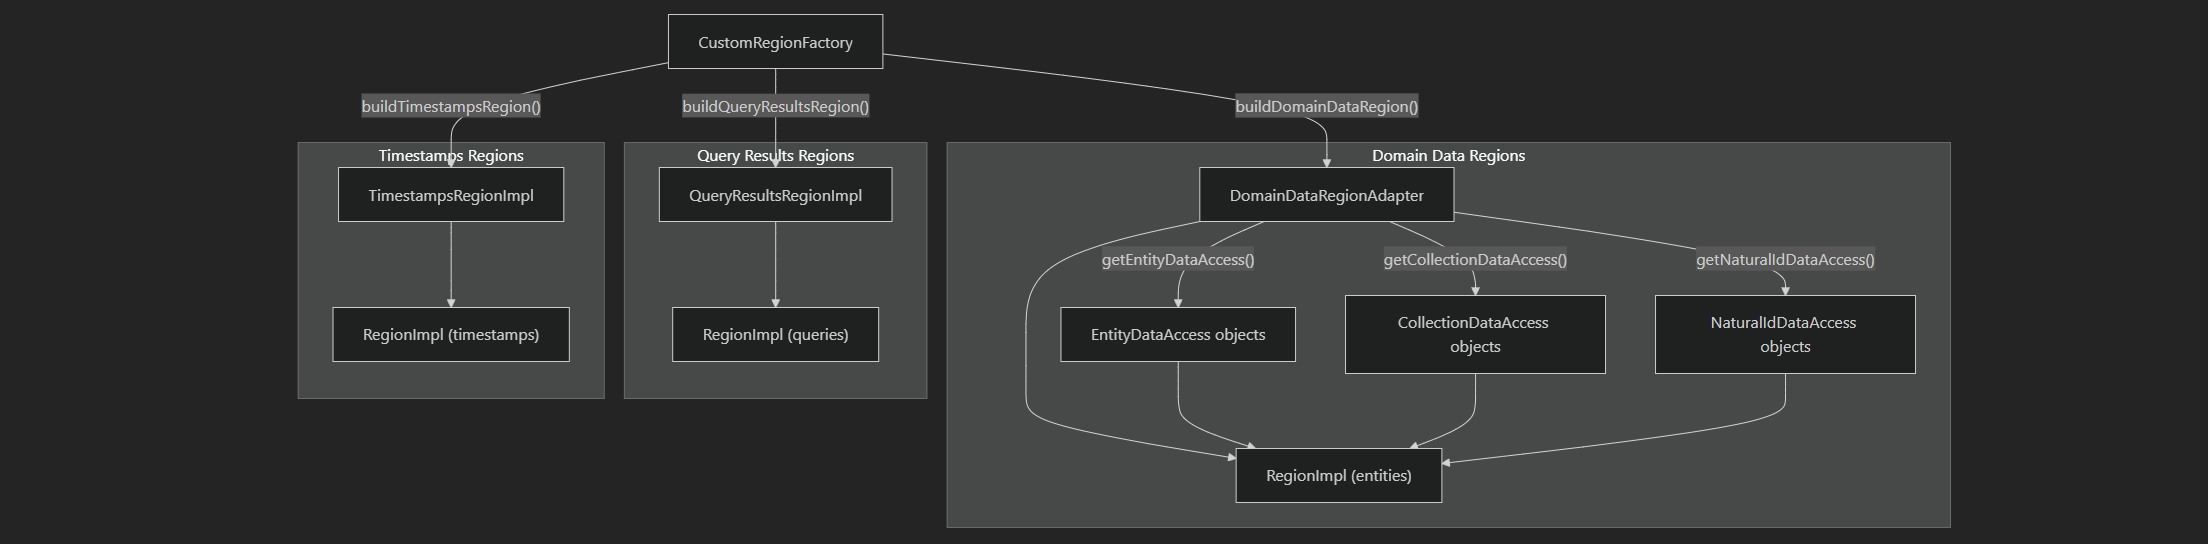 CustomRegionFactory
buildTimestampsRegion()
buildQueryResultsRegion()
buildDomainDataRegion()
Timestamps Regions
Query Results Regions
Domain Data Regions
TimestampsRegionImpl
QueryResultsRegionImpl
DomainDataRegionAdapter
getEntityDataAccess()
getCollectionDataAccess()
getNaturalIdDataAccess()
RegionImpl (timestamps)
RegionImpl (queries)
EntityDataAccess objects
CollectionDataAccess
objects
NaturalIdDataAccess
objects
RegionImpl (entities)